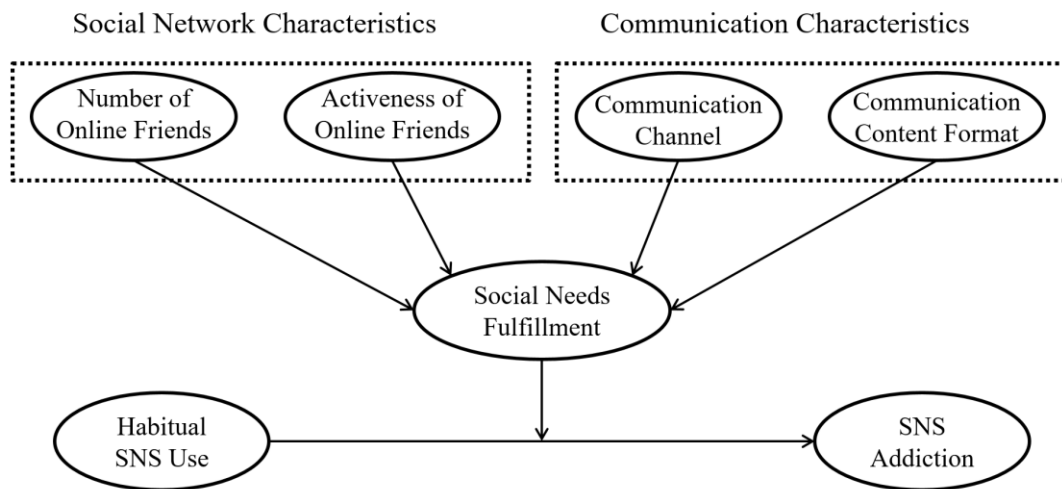 Social Network Characteristics
Communication Characteristics
Number of
Online Friends
Activeness of
Online Friends
Communication
Channel
Communication
Content Format
Social Needs
Fulfillment
Habitual
SNS Use
SNS
Addiction